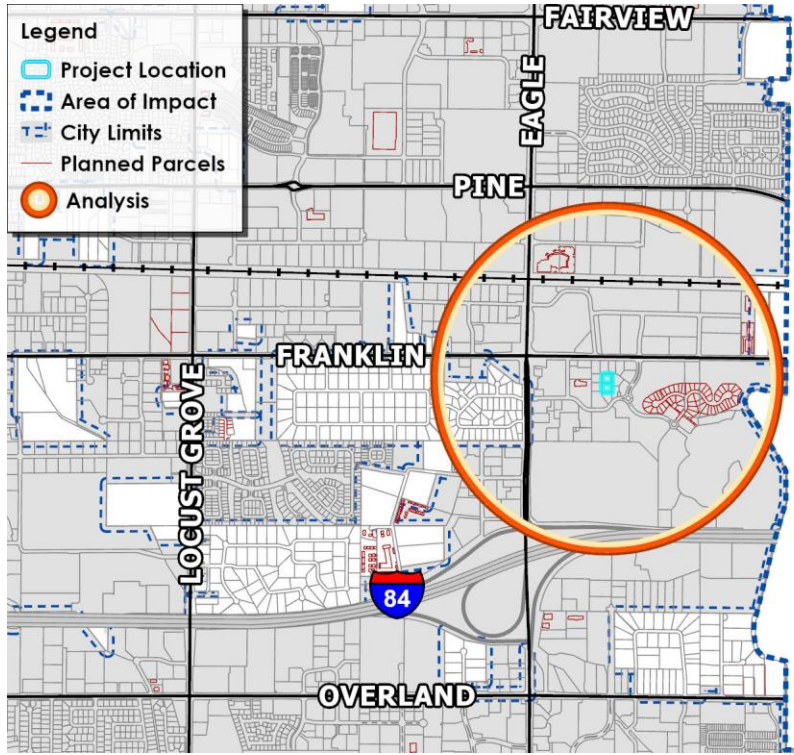 Legend
Project Location
Area of Impact
City Limits
Planned Parcels
Analysis
FAIRVIEW
EAGLE
PINE
FRANKLIN
LOCUST GROVE
84
OVERLAND